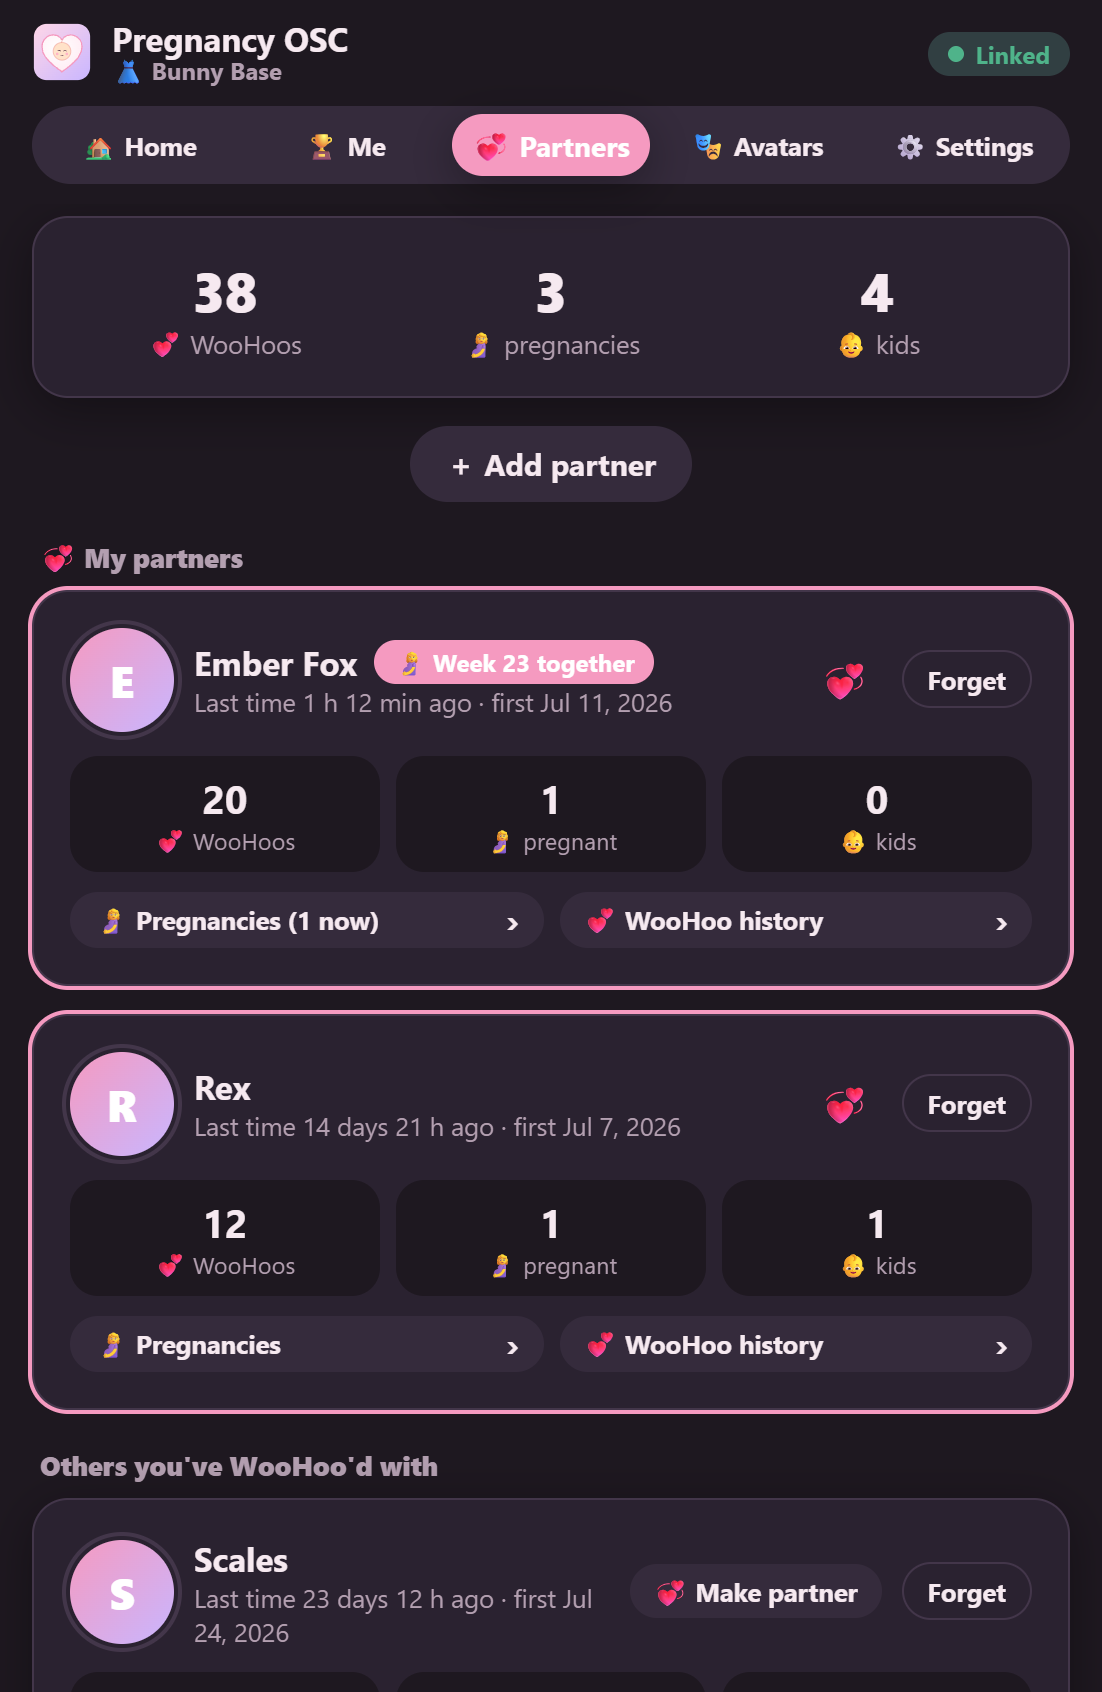 Pregnancy OSC
Bunny Base
Linked
Home
Me
Partners
Avatars
Settings
38
WooHoos
3
pregnancies
4
kids
+ Add partner
My partners
E
Ember Fox
Week 23 together
Last time 1 h 12 min ago · first Jul 11, 2026
Forget
20
WooHoos
1
pregnant
0
kids
Pregnancies (1 now) ›
WooHoo history ›
R
Rex
Last time 14 days 21 h ago · first Jul 7, 2026
Forget
12
WooHoos
1
pregnant
1
kids
Pregnancies ›
WooHoo history ›
Others you've WooHoo'd with
S
Scales
Last time 23 days 12 h ago · first Jul
24, 2026
Make partner
Forget